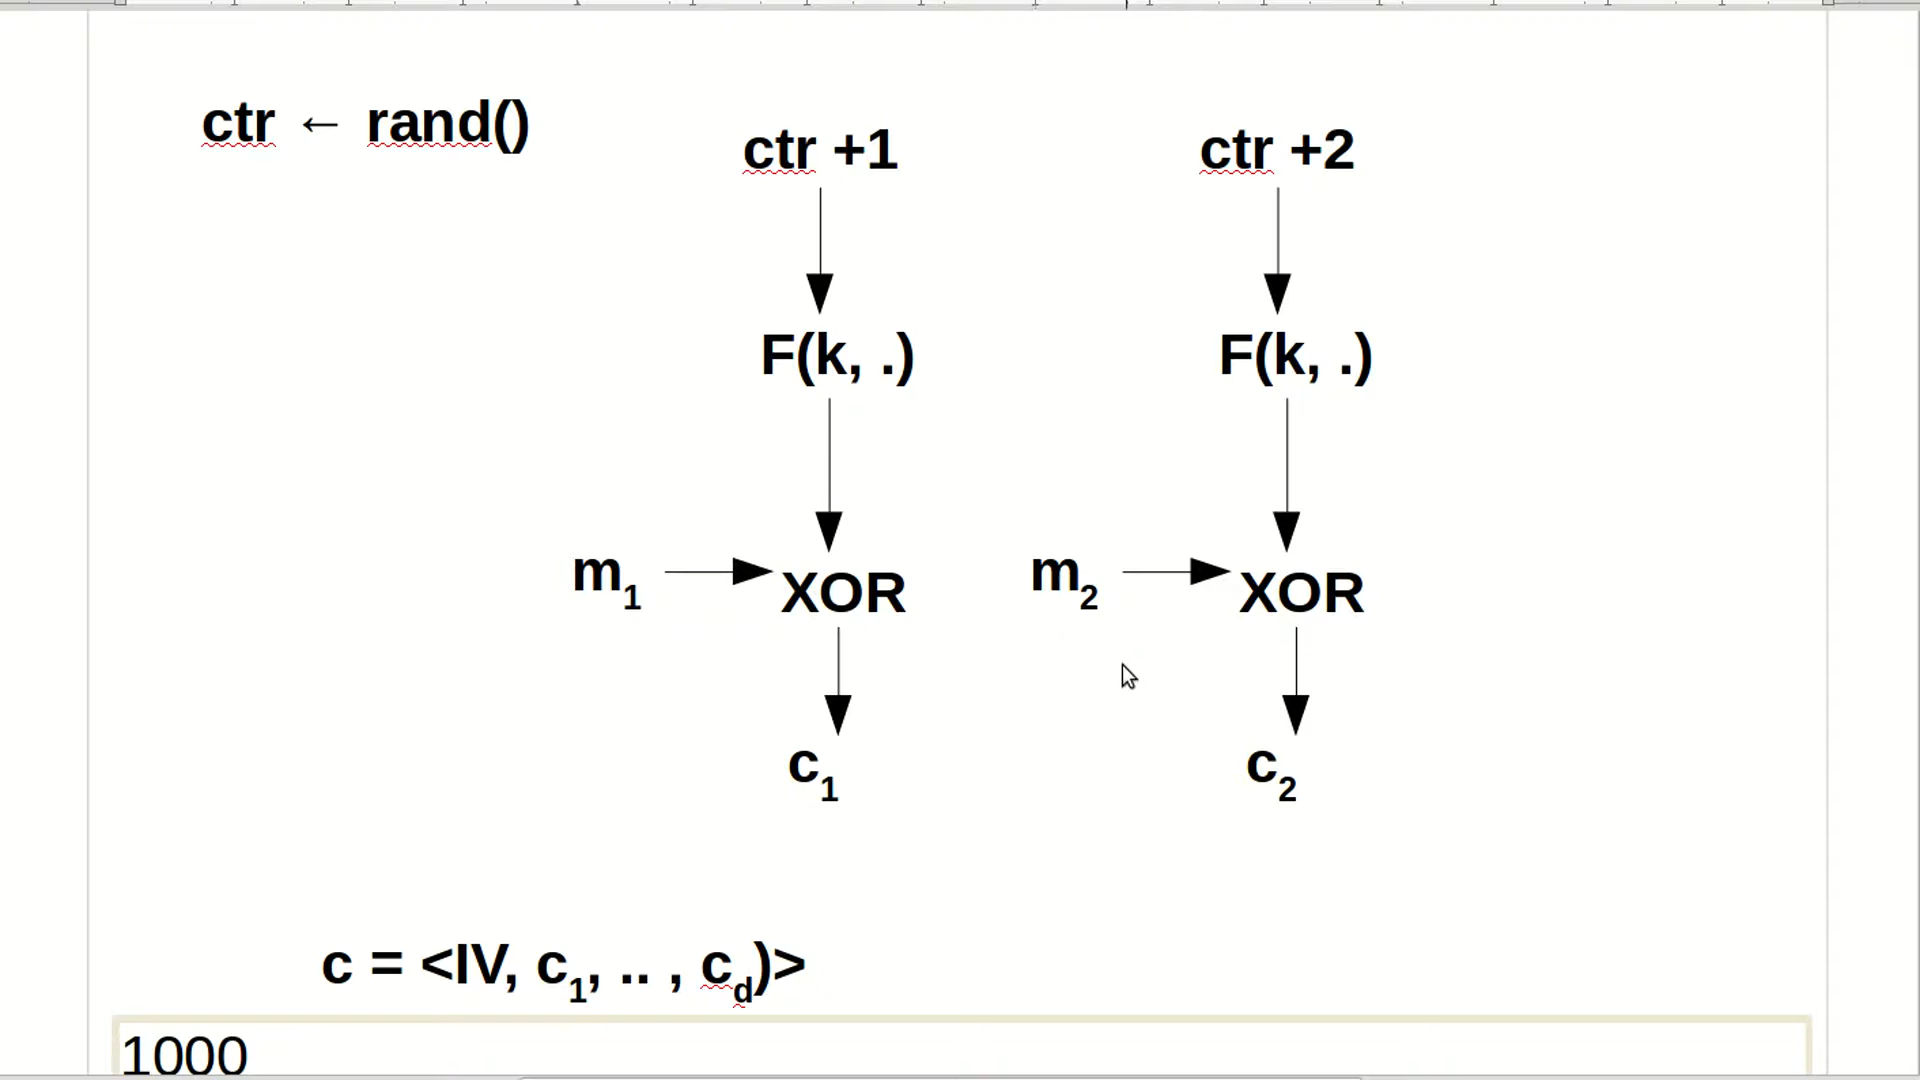 ctr ← rand()
ctr +1
ctr +2
F(k, .)
F(k, .)
m1
XOR
m2
XOR
c1
c2
c = <IV, c1, .. , cd)>
1000